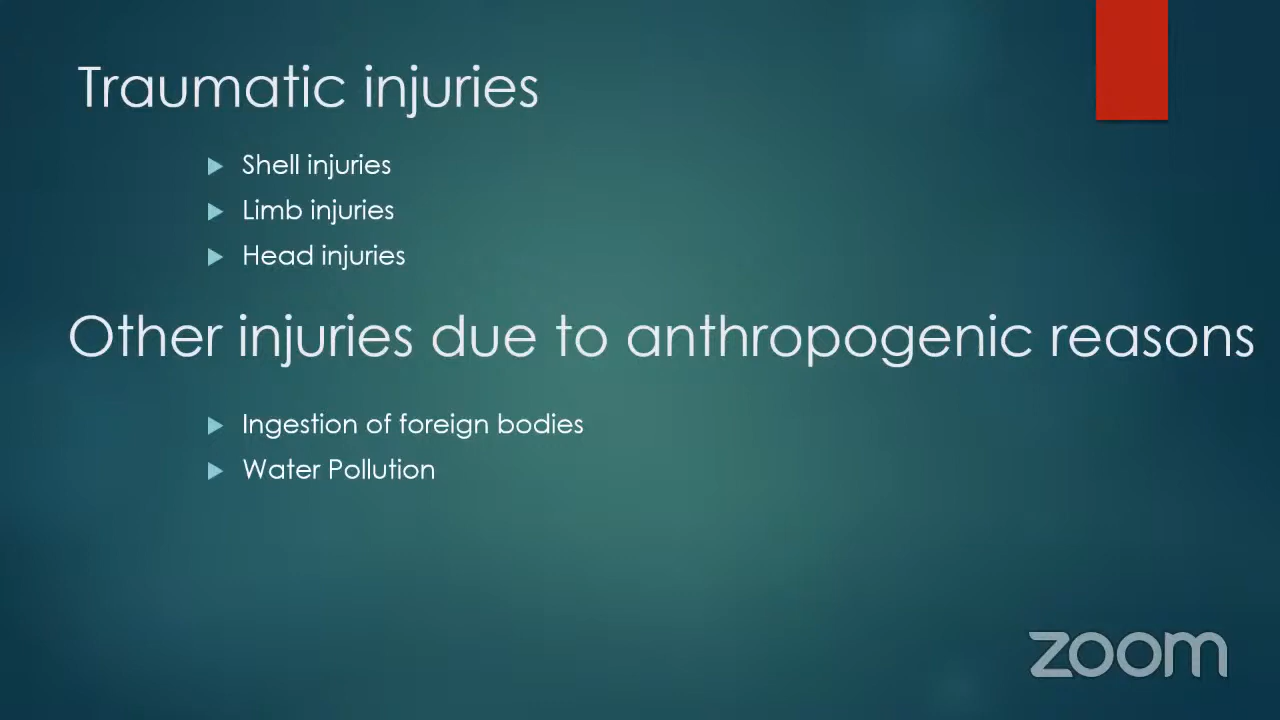 Traumatic injuries
Shell injuries
Limb injuries
Head injuries
Other injuries due to anthropogenic reasons
Ingestion of foreign bodies
Water Pollution
zoom